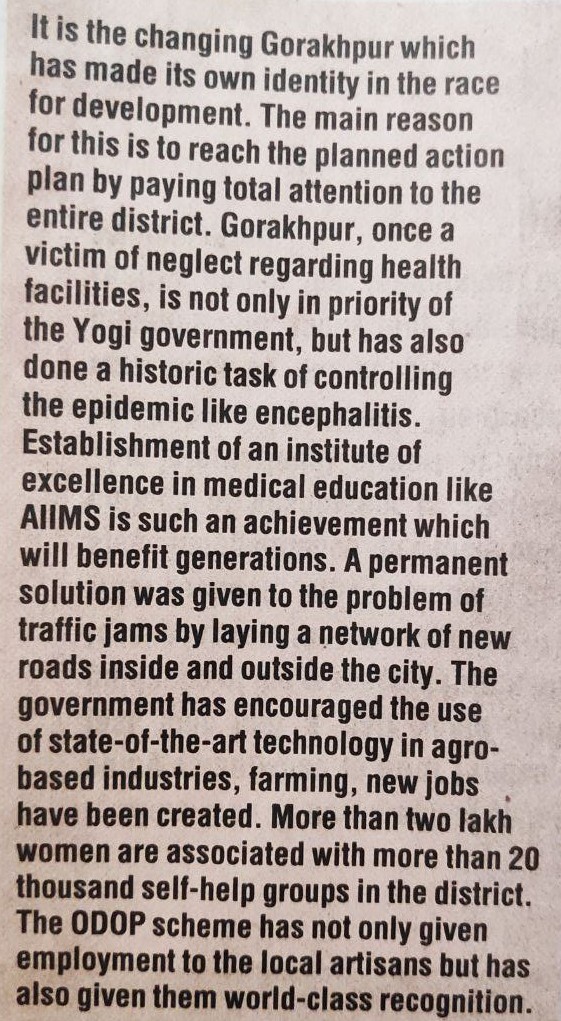 It is the changing Gorakhpur which
has made its own identity in the race
for development. The main reason
for this is to reach the planned action
plan by paying total attention to the
entire district. Gorakhpur, once a
victim of neglect regarding health
facilities, is not only in priority of
the Yogi government, but has also
done a historic task of controlling
the epidemic like encephalitis.
Establishment of an institute of
excellence in medical education like
AIIMS is such an achievement which
will benefit generations. A permanent
solution was given to the problem of
traffic jams by laying a network of new
roads inside and outside the city. The
government has encouraged the use
of state-of-the-art technology in agro-
based industries, farming, new jobs
have been created. More than two lakh
women are associated with more than 20
thousand self-help groups in the district.
The ODOP scheme has not only given
employment to the local artisans but has
also given them world-class recognition.